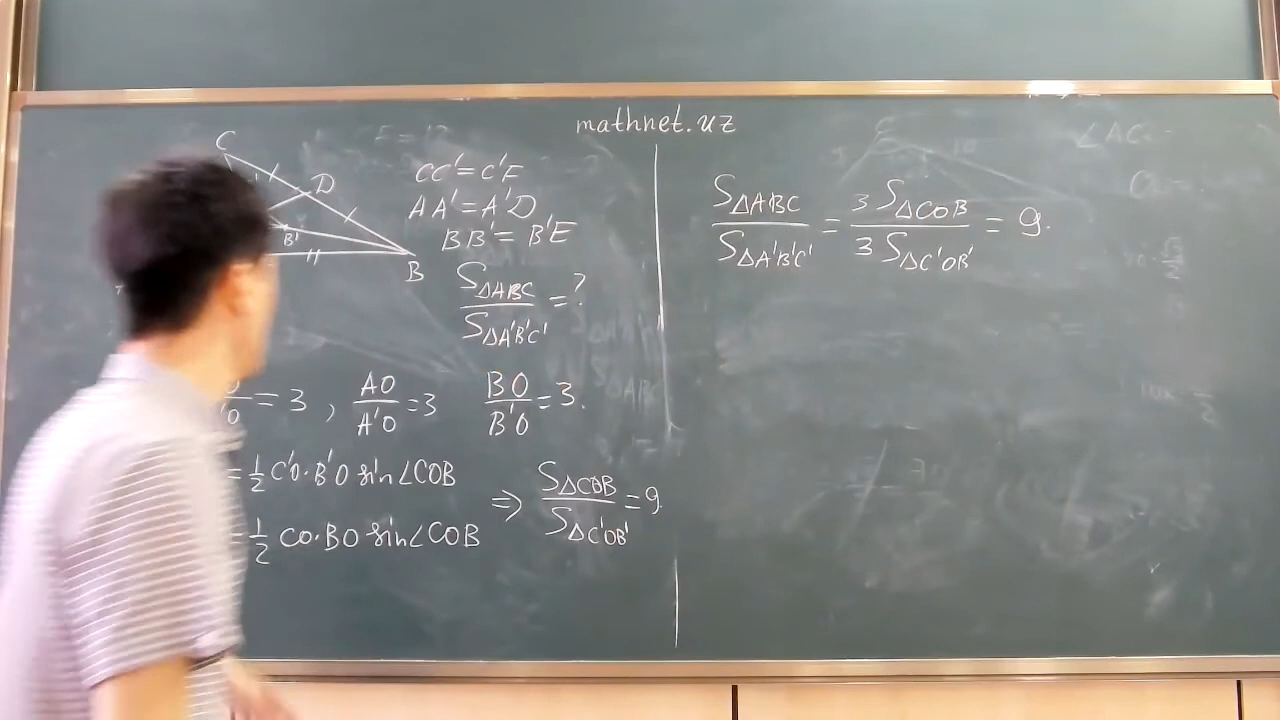 mathnet.uz
C
D
B'
B
CC' = C'F
AA' = A'D
BB' = B'E
S△ABC / S△A'B'C' = ?
O / 'O = 3, AO / A'O = 3 BO / B'O = 3.
= 1/2 C'O · B'O sin∠COB
= 1/2 CO · BO sin∠COB
⇒ S△COB / S△C'OB' = 9
S△ABC / S△A'B'C' = 3 S△COB / 3 S△C'OB' = 9.